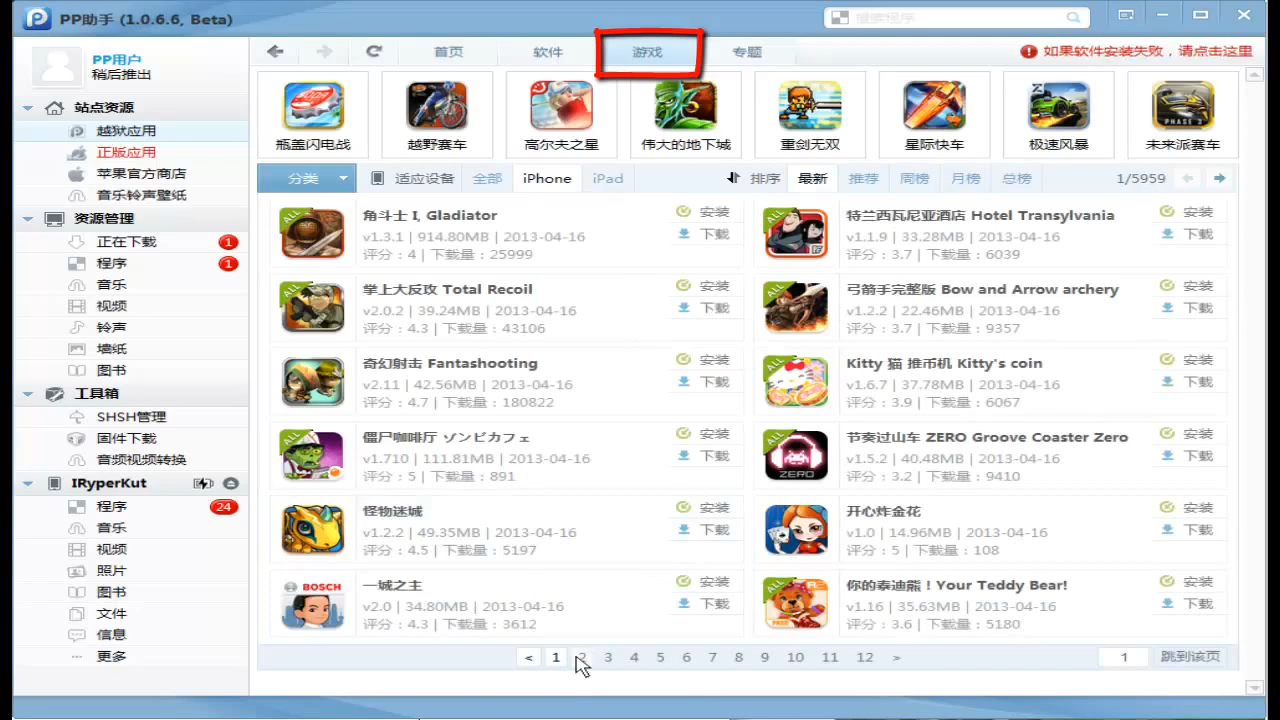 PP助手 (1.0.6.6, Beta)
搜索程序
PP用户
稍后推出
首页
软件
游戏
专题
如果软件安装失败，请点击这里
站点资源
越狱应用
正版应用
苹果官方商店
音乐铃声壁纸
资源管理
正在下载 1
程序 1
音乐
视频
铃声
墙纸
图书
工具箱
SHSH管理
固件下载
音频视频转换
IRyperKut
程序 24
音乐
视频
照片
图书
文件
信息
更多
瓶盖闪电战
越野赛车
高尔夫之星
伟大的地下城
重剑无双
星际快车
极速风暴
PHASE 3
未来派赛车
分类 适应设备 全部 iPhone iPad 排序 最新 推荐 周榜 月榜 总榜 1/5959
ALL
角斗士 I, Gladiator
v1.3.1 | 914.80MB | 2013-04-16
评分：4 | 下载量：25999
安装
下载
ALL
特兰西瓦尼亚酒店 Hotel Transylvania
v1.1.9 | 33.28MB | 2013-04-16
评分：3.7 | 下载量：6039
安装
下载
ALL
掌上大反攻 Total Recoil
v2.0.2 | 39.24MB | 2013-04-16
评分：4.3 | 下载量：43106
安装
下载
ALL
弓箭手完整版 Bow and Arrow archery
v1.2.2 | 22.46MB | 2013-04-16
评分：3.7 | 下载量：9357
安装
下载
奇幻射击 Fantashooting
v2.11 | 42.56MB | 2013-04-16
评分：4.7 | 下载量：180822
安装
下载
ALL
Kitty 猫 推币机 Kitty's coin
v1.6.7 | 37.78MB | 2013-04-16
评分：3.9 | 下载量：6067
安装
下载
ALL
僵尸咖啡厅 ゾンビカフェ
v1.710 | 111.81MB | 2013-04-16
评分：5 | 下载量：891
安装
下载
ALL
ZERO
节奏过山车 ZERO Groove Coaster Zero
v1.5.2 | 40.48MB | 2013-04-16
评分：3.2 | 下载量：9410
安装
下载
怪物迷城
v1.2.2 | 49.35MB | 2013-04-16
评分：4.5 | 下载量：5197
安装
下载
开心炸金花
v1.0 | 14.96MB | 2013-04-16
评分：5 | 下载量：108
安装
下载
BOSCH
一城之主
v2.0 | 34.80MB | 2013-04-16
评分：4.3 | 下载量：3612
安装
下载
ALL
FREE
你的泰迪熊！Your Teddy Bear!
v1.16 | 35.63MB | 2013-04-16
评分：3.6 | 下载量：5180
安装
下载
< 1 2 3 4 5 6 7 8 9 10 11 12 > 1 跳到该页